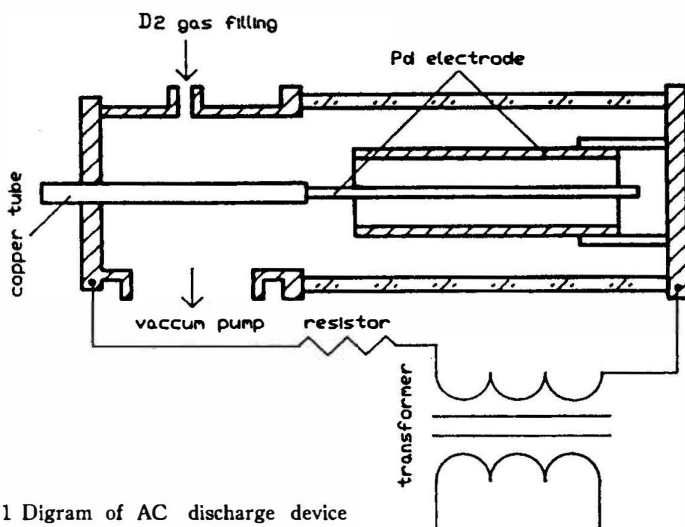 D2 gas filling
Pd electrode
copper tube
vaccum pump
resistor
transformer
1 Digram of AC discharge device